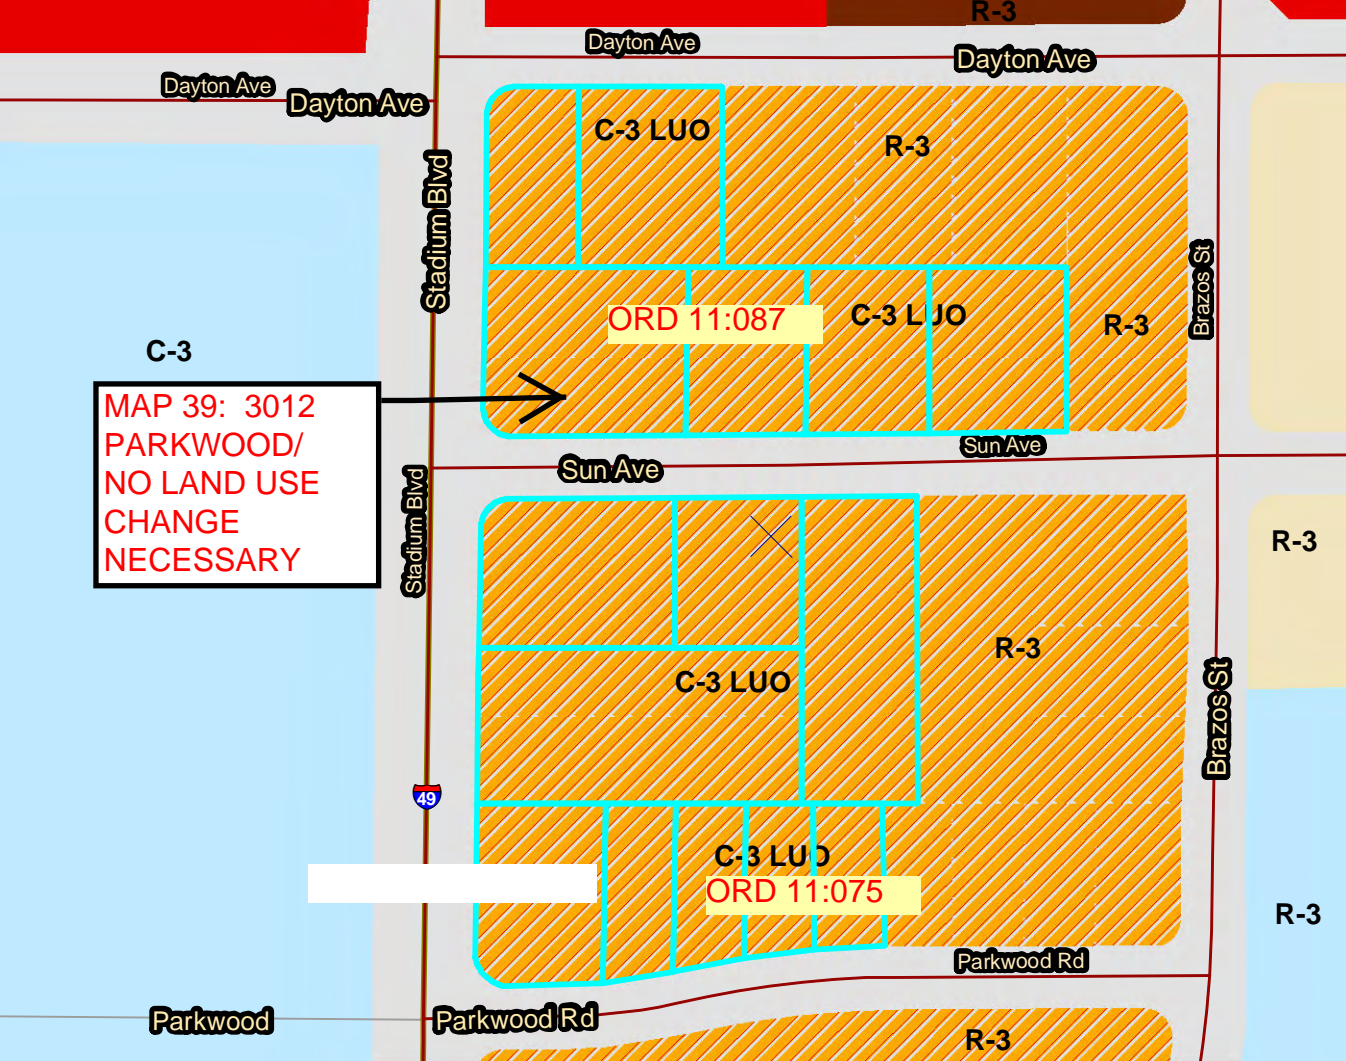 R-3
Dayton Ave
Dayton Ave
Dayton Ave
Dayton Ave
C-3 LUO
R-3
Stadium Blvd
Brazos St
ORD 11:087
C-3 LUO
R-3
C-3
MAP 39: 3012
PARKWOOD/
NO LAND USE
CHANGE
NECESSARY
Sun Ave
Sun Ave
Stadium Blvd
R-3
R-3
C-3 LUO
Brazos St
49
C-3 LUO
ORD 11:075
R-3
Parkwood Rd
Parkwood
Parkwood Rd
R-3